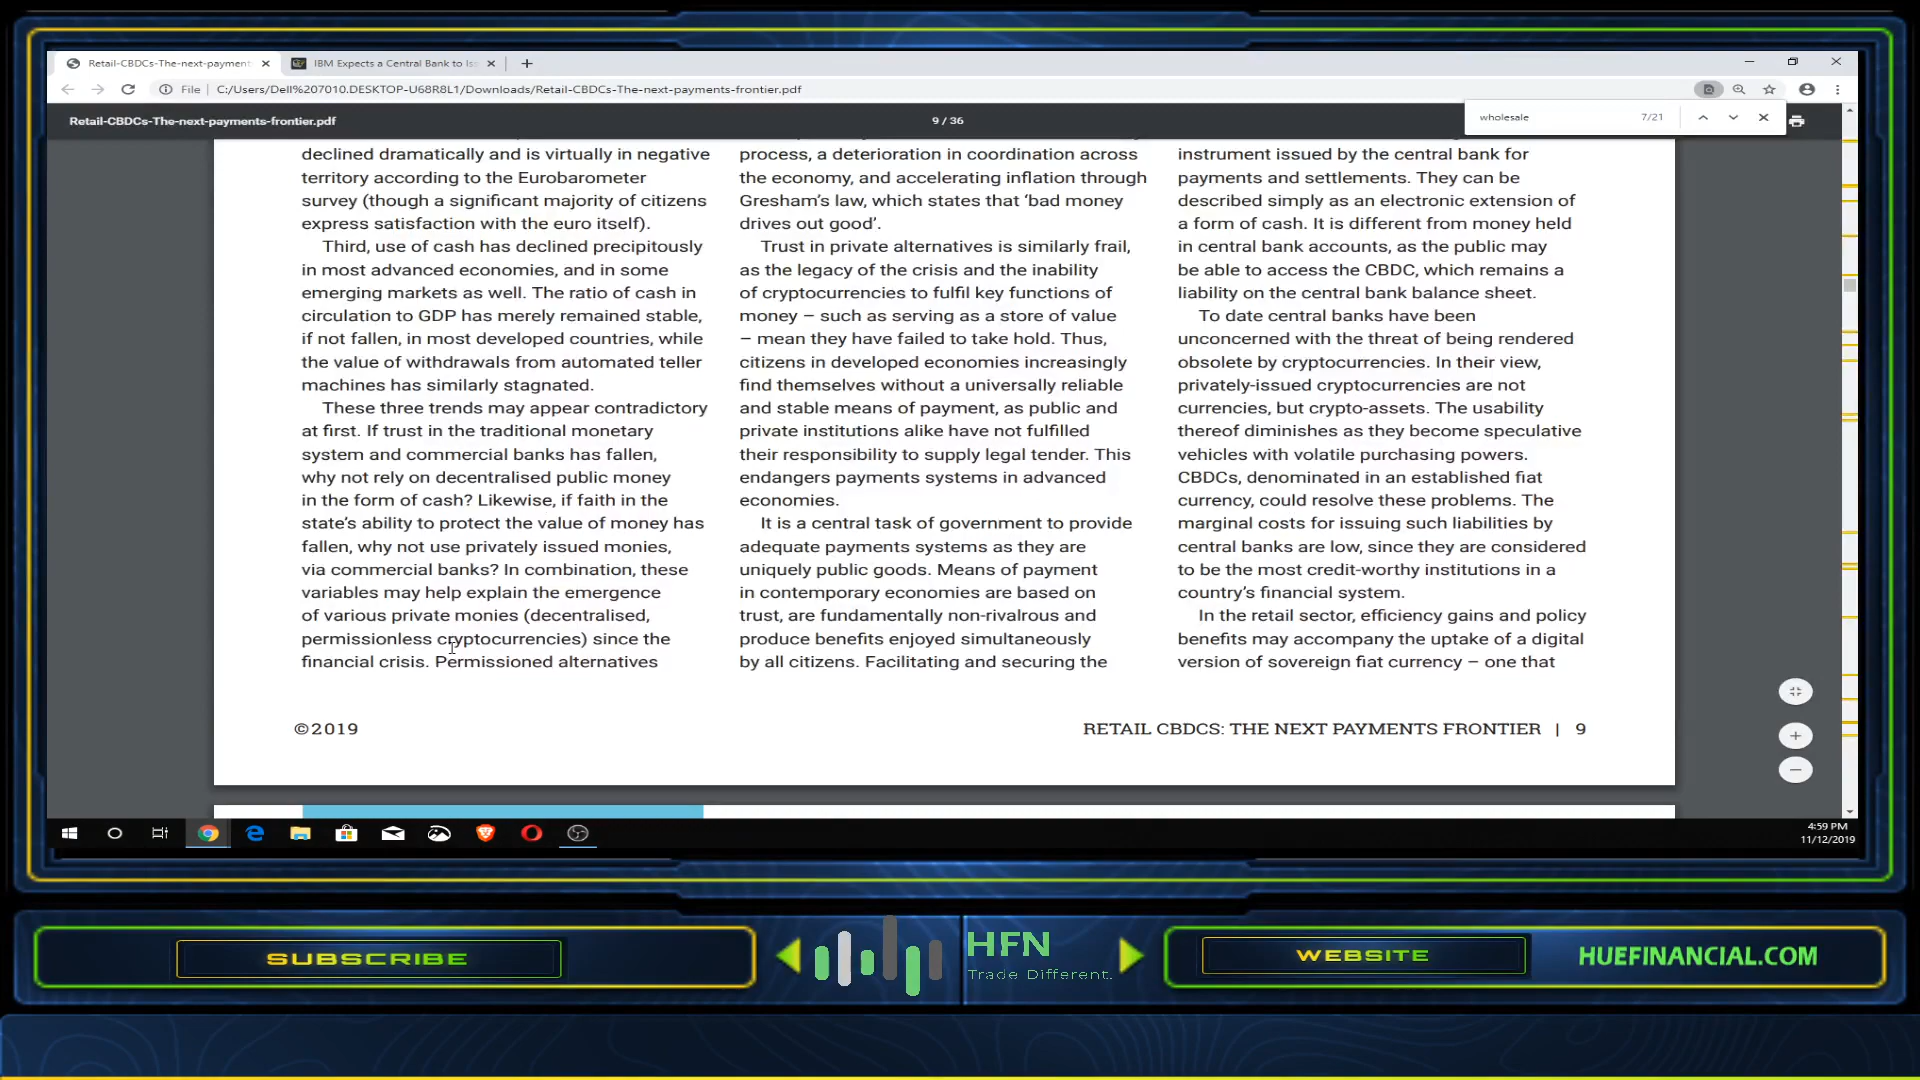 Retail-CBDCs-The-next-payment
IBM Expects a Central Bank to Is
File
C:/Users/Dell%207010.DESKTOP-U68R8L1/Downloads/Retail-CBDCs-The-next-payments-frontier.pdf
Retail-CBDCs-The-next-payments-frontier.pdf
9 / 36
wholesale
7/21
declined dramatically and is virtually in negative
territory according to the Eurobarometer
survey (though a significant majority of citizens
express satisfaction with the euro itself).
Third, use of cash has declined precipitously
in most advanced economies, and in some
emerging markets as well. The ratio of cash in
circulation to GDP has merely remained stable,
if not fallen, in most developed countries, while
the value of withdrawals from automated teller
machines has similarly stagnated.
These three trends may appear contradictory
at first. If trust in the traditional monetary
system and commercial banks has fallen,
why not rely on decentralised public money
in the form of cash? Likewise, if faith in the
state's ability to protect the value of money has
fallen, why not use privately issued monies,
via commercial banks? In combination, these
variables may help explain the emergence
of various private monies (decentralised,
permissionless cryptocurrencies) since the
financial crisis. Permissioned alternatives
process, a deterioration in coordination across
the economy, and accelerating inflation through
Gresham's law, which states that 'bad money
drives out good'.
Trust in private alternatives is similarly frail,
as the legacy of the crisis and the inability
of cryptocurrencies to fulfil key functions of
money – such as serving as a store of value
– mean they have failed to take hold. Thus,
citizens in developed economies increasingly
find themselves without a universally reliable
and stable means of payment, as public and
private institutions alike have not fulfilled
their responsibility to supply legal tender. This
endangers payments systems in advanced
economies.
It is a central task of government to provide
adequate payments systems as they are
uniquely public goods. Means of payment
in contemporary economies are based on
trust, are fundamentally non-rivalrous and
produce benefits enjoyed simultaneously
by all citizens. Facilitating and securing the
instrument issued by the central bank for
payments and settlements. They can be
described simply as an electronic extension of
a form of cash. It is different from money held
in central bank accounts, as the public may
be able to access the CBDC, which remains a
liability on the central bank balance sheet.
To date central banks have been
unconcerned with the threat of being rendered
obsolete by cryptocurrencies. In their view,
privately-issued cryptocurrencies are not
currencies, but crypto-assets. The usability
thereof diminishes as they become speculative
vehicles with volatile purchasing powers.
CBDCs, denominated in an established fiat
currency, could resolve these problems. The
marginal costs for issuing such liabilities by
central banks are low, since they are considered
to be the most credit-worthy institutions in a
country's financial system.
In the retail sector, efficiency gains and policy
benefits may accompany the uptake of a digital
version of sovereign fiat currency – one that
©2019
RETAIL CBDCS: THE NEXT PAYMENTS FRONTIER | 9
4:59 PM
11/12/2019
SUBSCRIBE
HFN
Trade Different.
WEBSITE
HUEFINANCIAL.COM